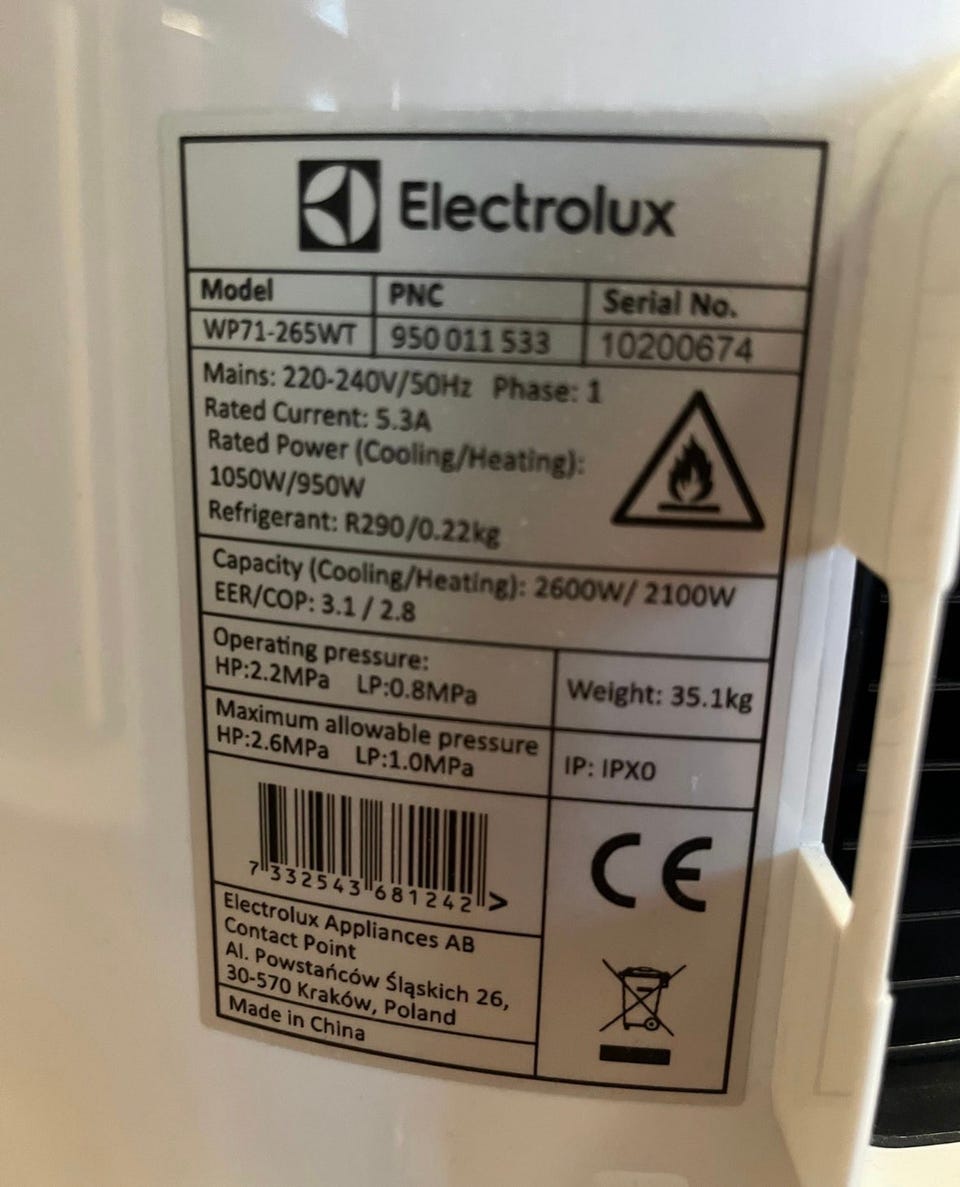 Electrolux
Model PNC Serial No.
WP71-265WT 950 011 533 10200674
Mains: 220-240V/50Hz Phase: 1
Rated Current: 5.3A
Rated Power (Cooling/Heating):
1050W/950W
Refrigerant: R290/0.22kg
Capacity (Cooling/Heating): 2600W/ 2100W
EER/COP: 3.1 / 2.8
Operating pressure:
HP:2.2MPa LP:0.8MPa
Weight: 35.1kg
Maximum allowable pressure
HP:2.6MPa LP:1.0MPa
IP: IPX0
7 332543 681242 >
CE
Electrolux Appliances AB
Contact Point
Al. Powstańców Śląskich 26,
30-570 Kraków, Poland
Made in China